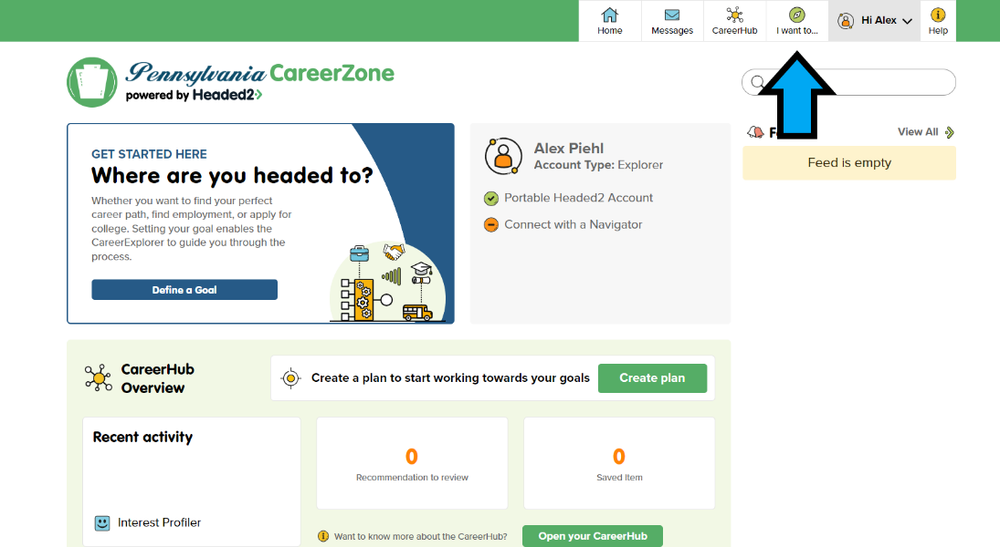 Home
Messages
CareerHub
I want to...
Hi Alex
Help
Pennsylvania CareerZone
powered by Headed2
GET STARTED HERE
Where are you headed to?
Whether you want to find your perfect
career path, find employment, or apply for
college. Setting your goal enables the
CareerExplorer to guide you through the
process.
Define a Goal
Alex Piehl
Account Type: Explorer
Portable Headed2 Account
Connect with a Navigator
View All
Feed is empty
CareerHub
Overview
Create a plan to start working towards your goals
Create plan
Recent activity
Interest Profiler
0
Recommendation to review
0
Saved Item
Want to know more about the CareerHub?
Open your CareerHub